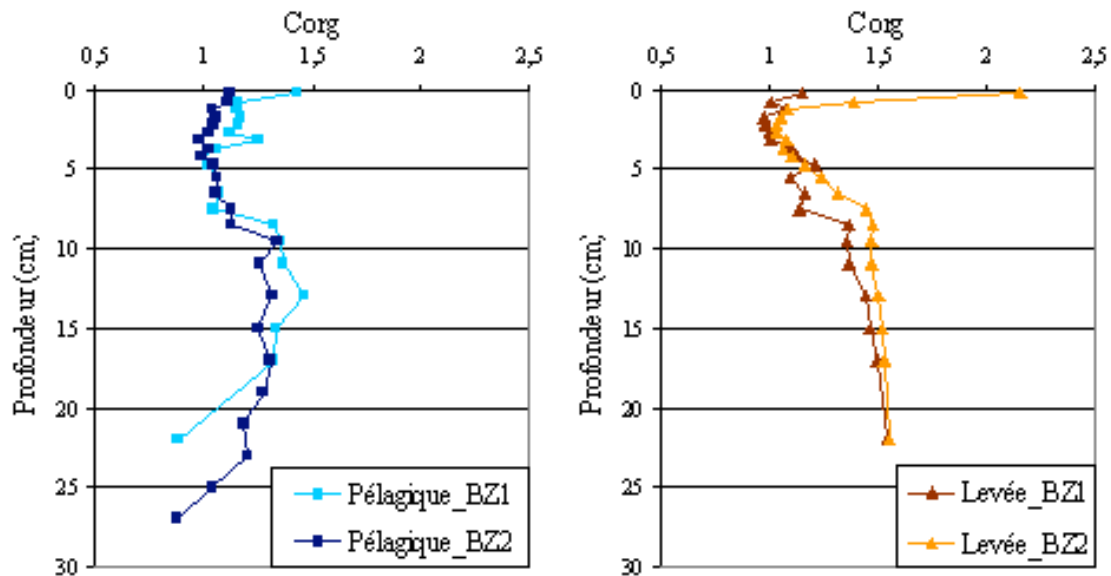 Corg
0,5 1 1,5 2 2,5
0
5
10
15
20
25
30
Profondeur (cm)
Pélagique_BZ1
Pélagique_BZ2
Corg
0,5 1 1,5 2 2,5
0
5
10
15
20
25
30
Profondeur (cm)
Levée_BZ1
Levée_BZ2